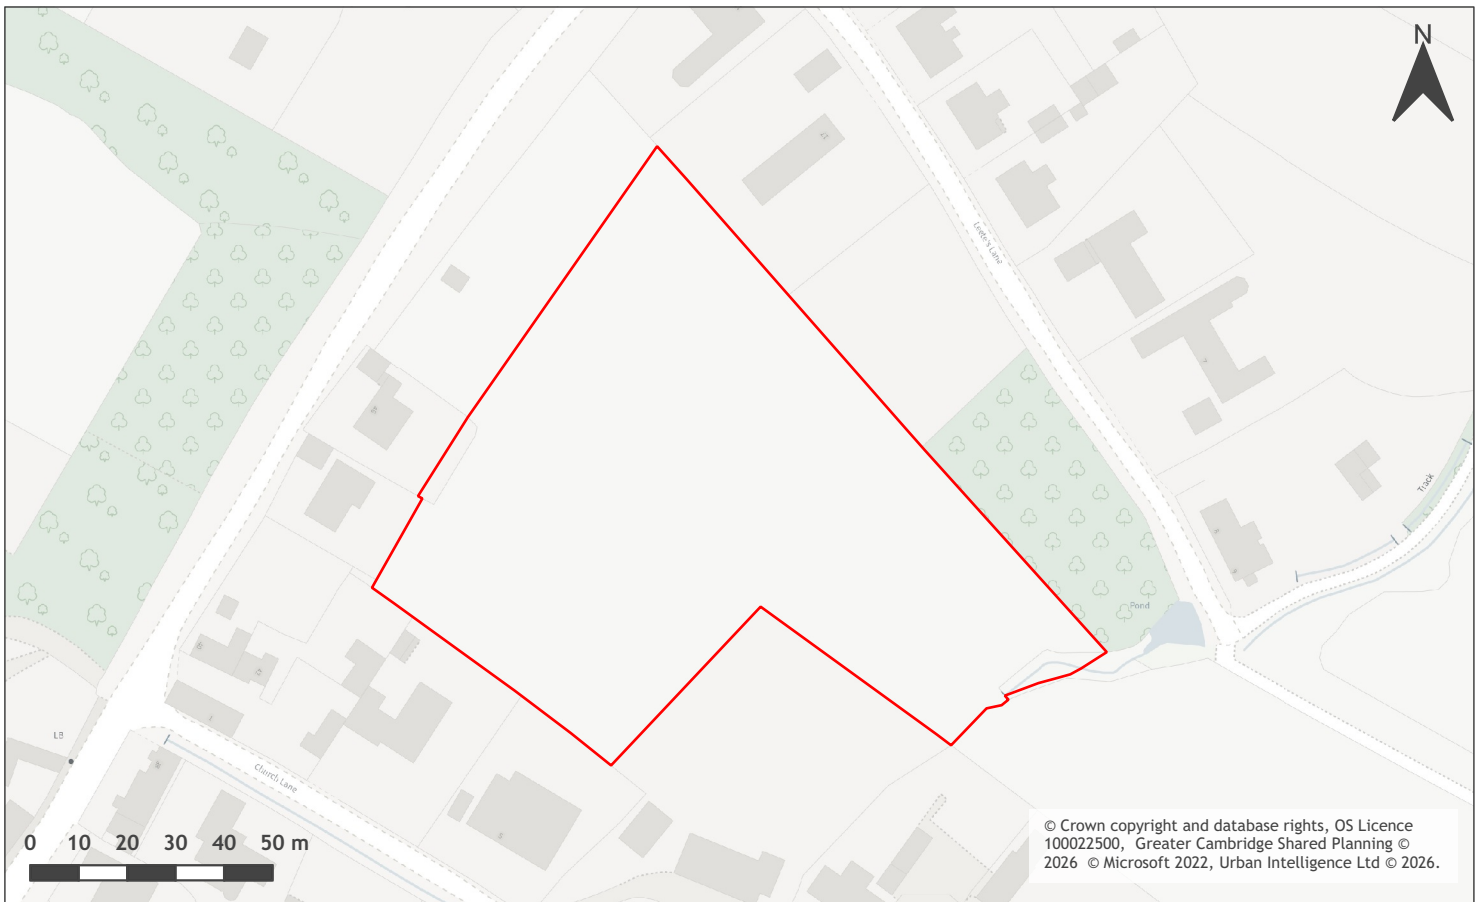 N
Leete's Lane
Track
Pond
LB
Church Lane
0 10 20 30 40 50 m
© Crown copyright and database rights, OS Licence
100022500, Greater Cambridge Shared Planning ©
2026 © Microsoft 2022, Urban Intelligence Ltd © 2026.